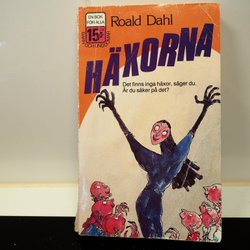 EN BOK
FÖR ALLA
15:-
Roald Dahl
HÄXORNA
Det finns inga häxor, säger du.
Är du säker på det?